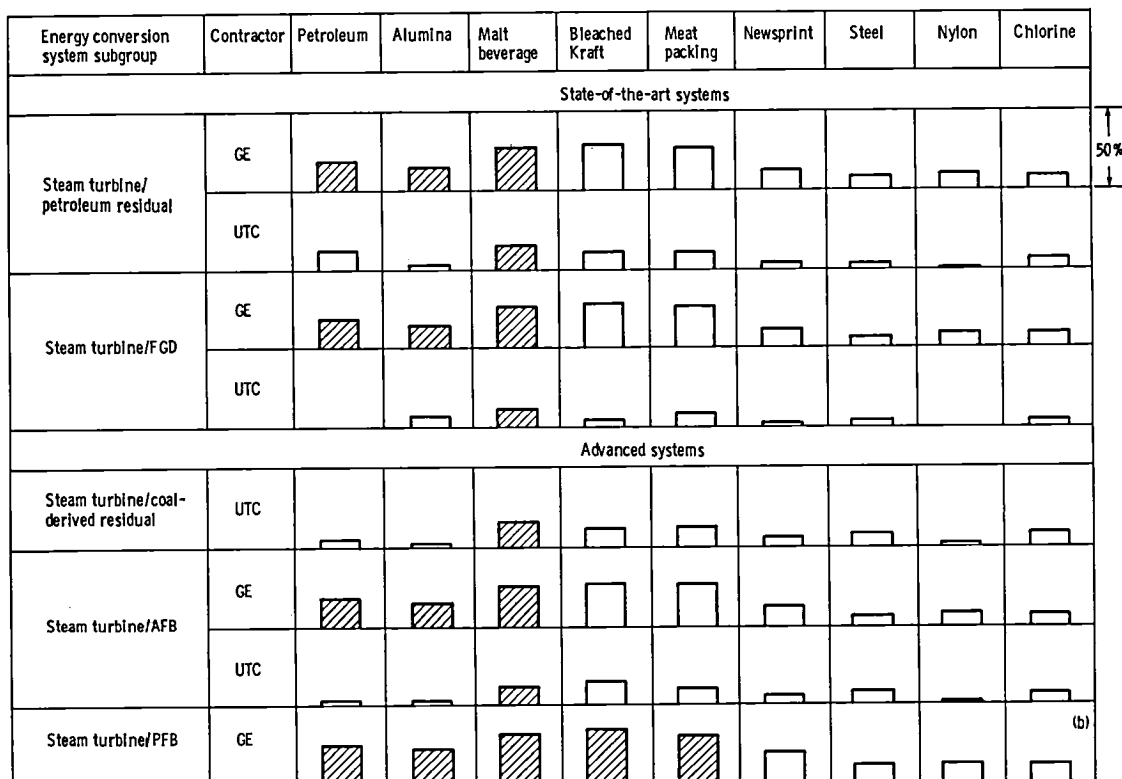 Energy conversion system subgroup
Contractor
Petroleum
Alumina
Malt beverage
Bleached Kraft
Meat packing
Newsprint
Steel
Nylon
Chlorine
State-of-the-art systems
Steam turbine/
petroleum residual
GE
50%
UTC
Steam turbine/FGD
GE
UTC
Advanced systems
Steam turbine/coal-
derived residual
UTC
Steam turbine/AFB
GE
UTC
Steam turbine/PFB
GE
(b)